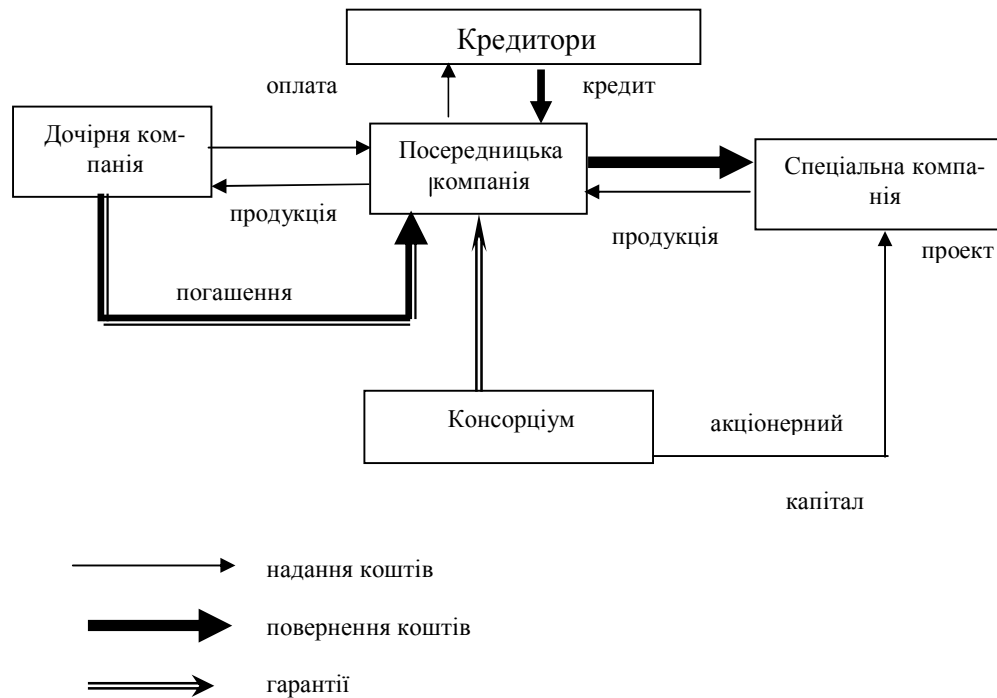 Кредитори
оплата
кредит
Дочірня ком-
панія
Посередницька
компанія
Спеціальна компа-
нія
продукція
продукція
проект
погашення
Консорціум
акціонерний
капітал
надання коштів
повернення коштів
гарантії